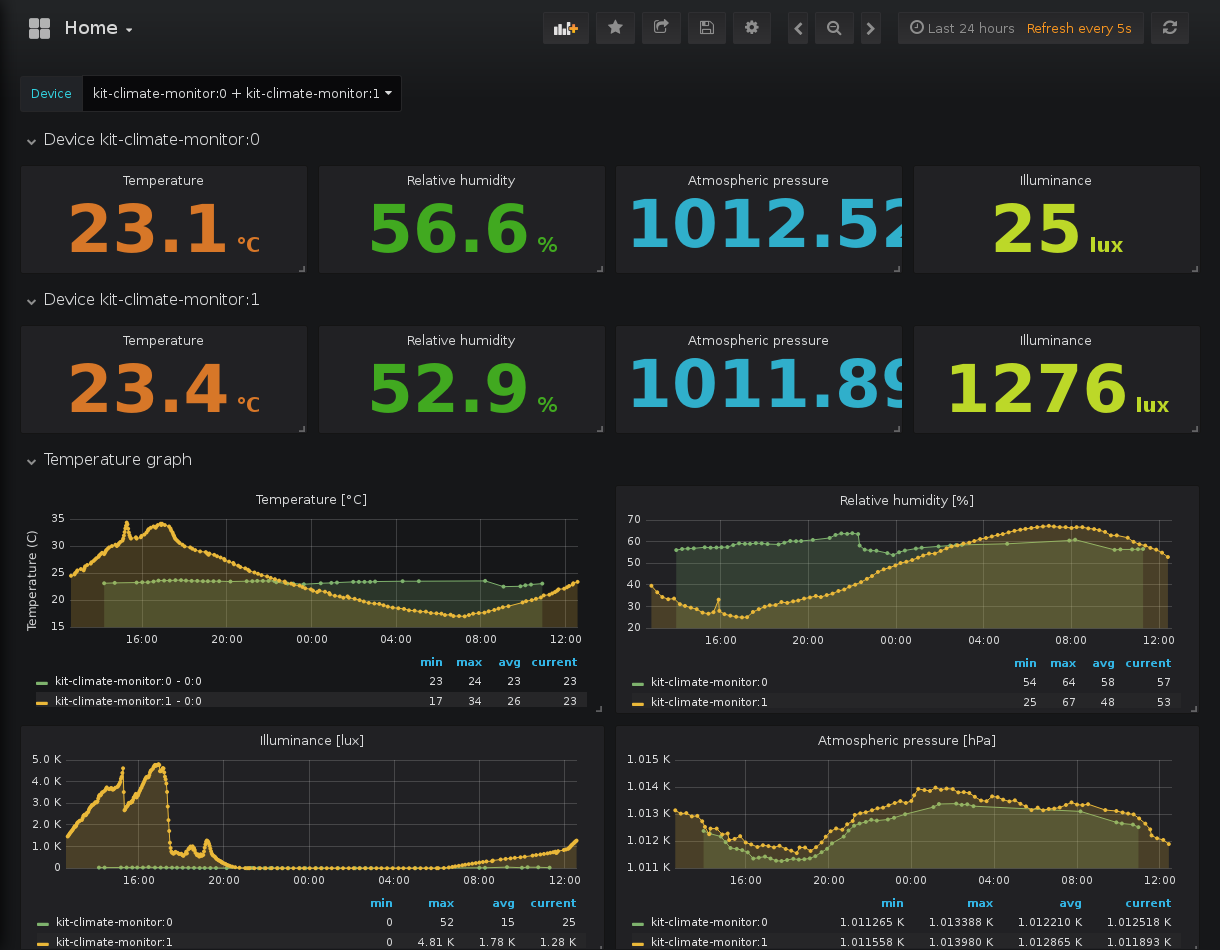 Home
Last 24 hours Refresh every 5s
Device kit-climate-monitor:0 + kit-climate-monitor:1
Device kit-climate-monitor:0
Temperature Relative humidity Atmospheric pressure Illuminance
23.1 °C 56.6 % 1012.52 25 lux
Device kit-climate-monitor:1
Temperature Relative humidity Atmospheric pressure Illuminance
23.4 °C 52.9 % 1011.89 1276 lux
Temperature graph
Temperature [°C]
Temperature (C)
35
30
25
20
15
16:00 20:00 00:00 04:00 08:00 12:00
min max avg current
kit-climate-monitor:0 - 0:0 23 24 23 23
kit-climate-monitor:1 - 0:0 17 34 26 23
Relative humidity [%]
70
60
50
40
30
20
16:00 20:00 00:00 04:00 08:00 12:00
min max avg current
kit-climate-monitor:0 54 64 58 57
kit-climate-monitor:1 25 67 48 53
Illuminance [lux]
5.0 K
4.0 K
3.0 K
2.0 K
1.0 K
0
16:00 20:00 00:00 04:00 08:00 12:00
min max avg current
kit-climate-monitor:0 0 52 15 25
kit-climate-monitor:1 0 4.81 K 1.78 K 1.28 K
Atmospheric pressure [hPa]
1.015 K
1.014 K
1.013 K
1.012 K
1.011 K
16:00 20:00 00:00 04:00 08:00 12:00
min max avg current
kit-climate-monitor:0 1.011265 K 1.013388 K 1.012210 K 1.012518 K
kit-climate-monitor:1 1.011558 K 1.013980 K 1.012865 K 1.011893 K